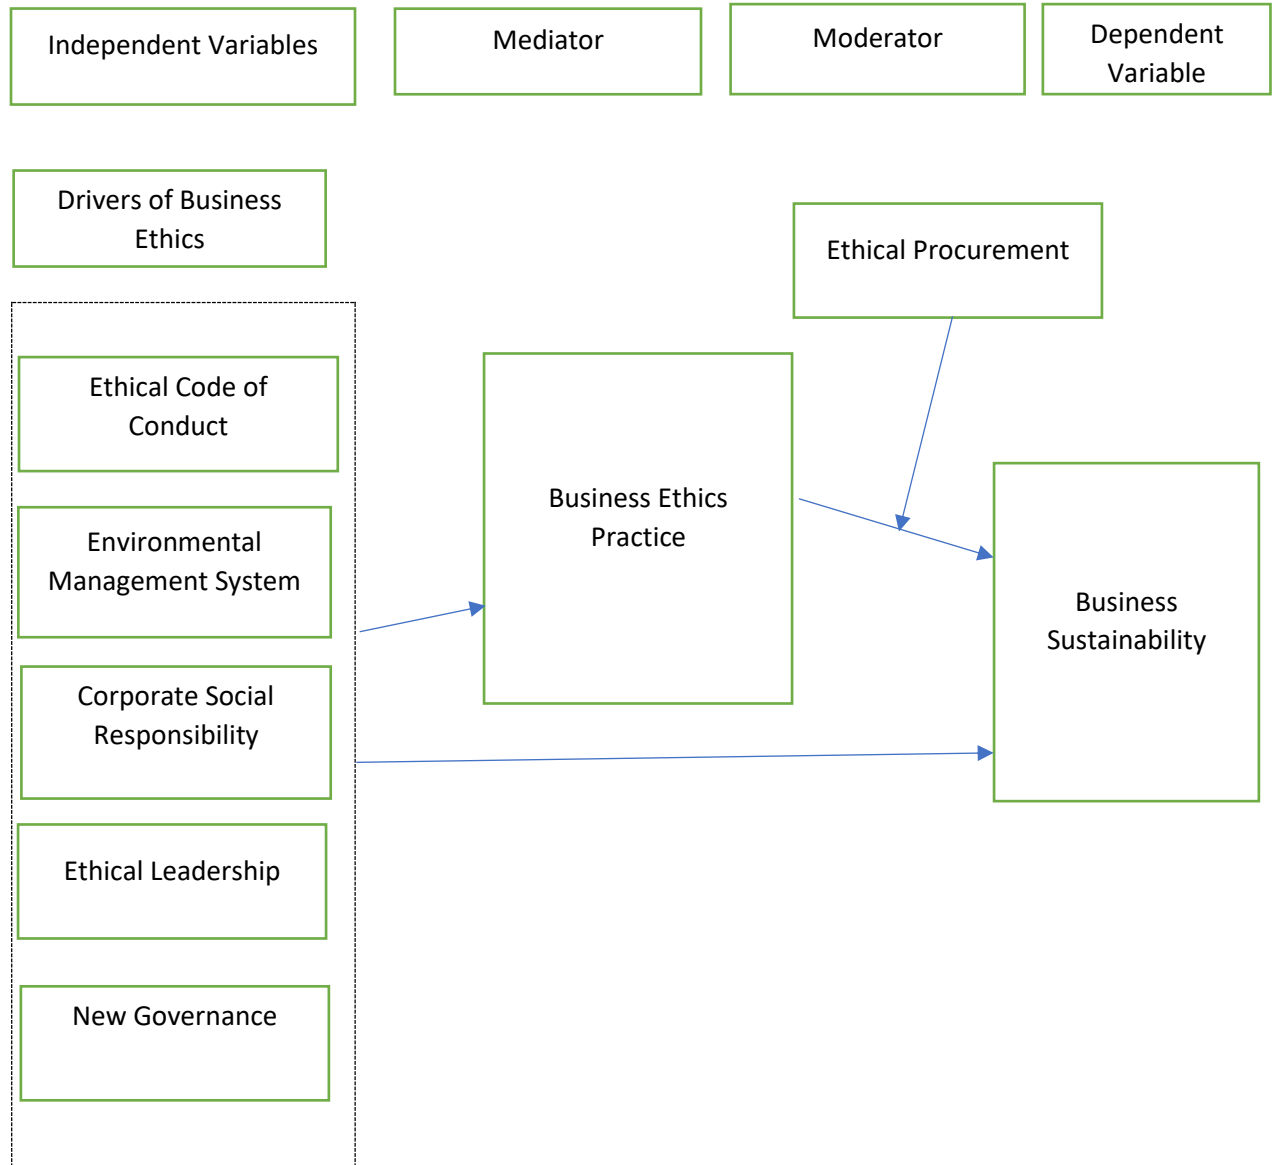 Independent Variables
Mediator
Moderator
Dependent
Variable
Drivers of Business
Ethics
Ethical Procurement
Ethical Code of
Conduct
Environmental
Management System
Corporate Social
Responsibility
Ethical Leadership
New Governance
Business Ethics
Practice
Business
Sustainability